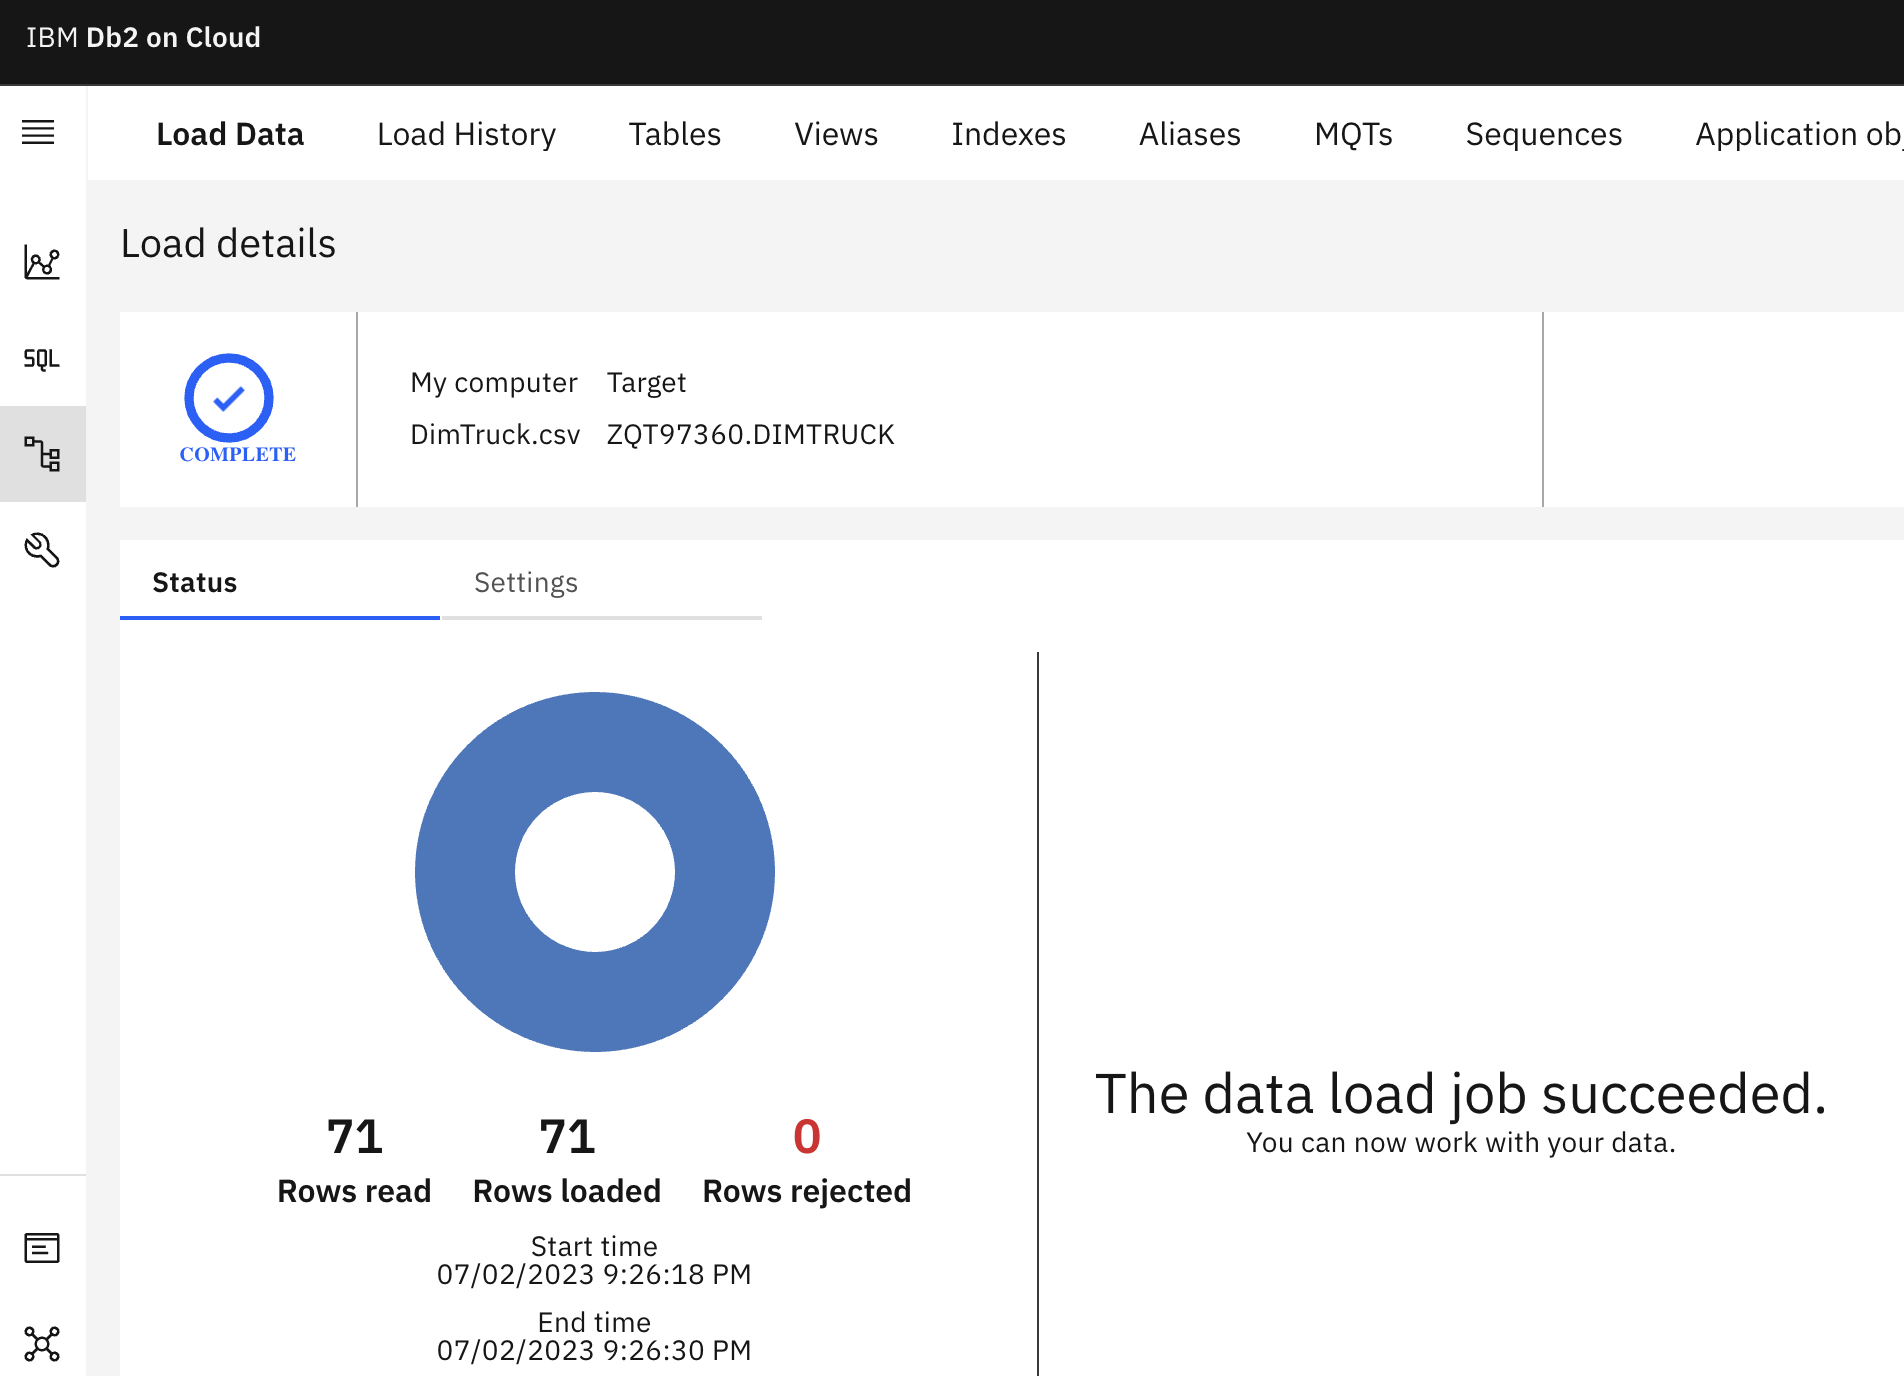 IBM Db2 on Cloud
Load Data Load History Tables Views Indexes Aliases MQTs Sequences Application ob
Load details
My computer Target
SQL
DimTruck.csv ZQT97360.DIMTRUCK
COMPLETE
Status Settings
The data load job succeeded.
You can now work with your data.
71 71 0
Rows read Rows loaded Rows rejected
Start time
07/02/2023 9:26:18 PM
End time
07/02/2023 9:26:30 PM